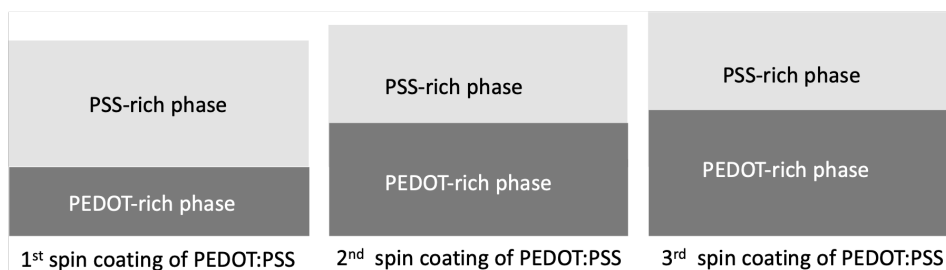 PSS-rich phase
PEDOT-rich phase
1st spin coating of PEDOT:PSS
PSS-rich phase
PEDOT-rich phase
2nd spin coating of PEDOT:PSS
PSS-rich phase
PEDOT-rich phase
3rd spin coating of PEDOT:PSS